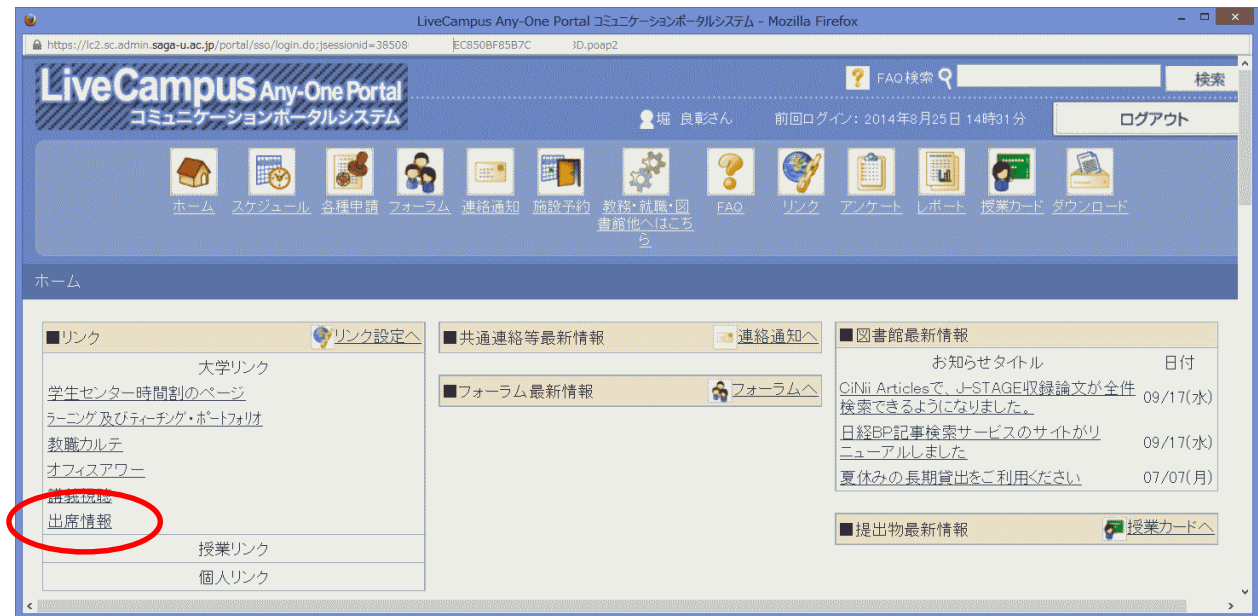 LiveCampus Any-One Portal コミュニケーションポータルシステム - Mozilla Firefox
https://lc2.sc.admin.saga-u.ac.jp/portal/sso/login.do;jsessionid=38508 EC850BF85B7C 3D.poap2
LiveCampus Any-One Portal
コミュニケーションポータルシステム
FAQ検索 検索
堀 良彰さん 前回ログイン: 2014年8月25日 14時31分 ログアウト
ホーム スケジュール 各種申請 フォーラム 連絡通知 施設予約 教務・就職・図 FAQ リンク アンケート レポート 授業カード ダウンロード
書館他へはこち
ら
ホーム
■リンク リンク設定へ
大学リンク
学生センター時間割のページ
ラーニング及びティーチング・ポートフォリオ
教職カルテ
オフィスアワー
講義視聴
出席情報
授業リンク
個人リンク
■共通連絡等最新情報 連絡通知へ
■フォーラム最新情報 フォーラムへ
■図書館最新情報
お知らせタイトル 日付
CiNii Articlesで、J-STAGE収録論文が全件
検索できるようになりました。 09/17(水)
日経BP記事検索サービスのサイトがリ
ニューアルしました 09/17(水)
夏休みの長期貸出をご利用ください 07/07(月)
■提出物最新情報 授業カードへ